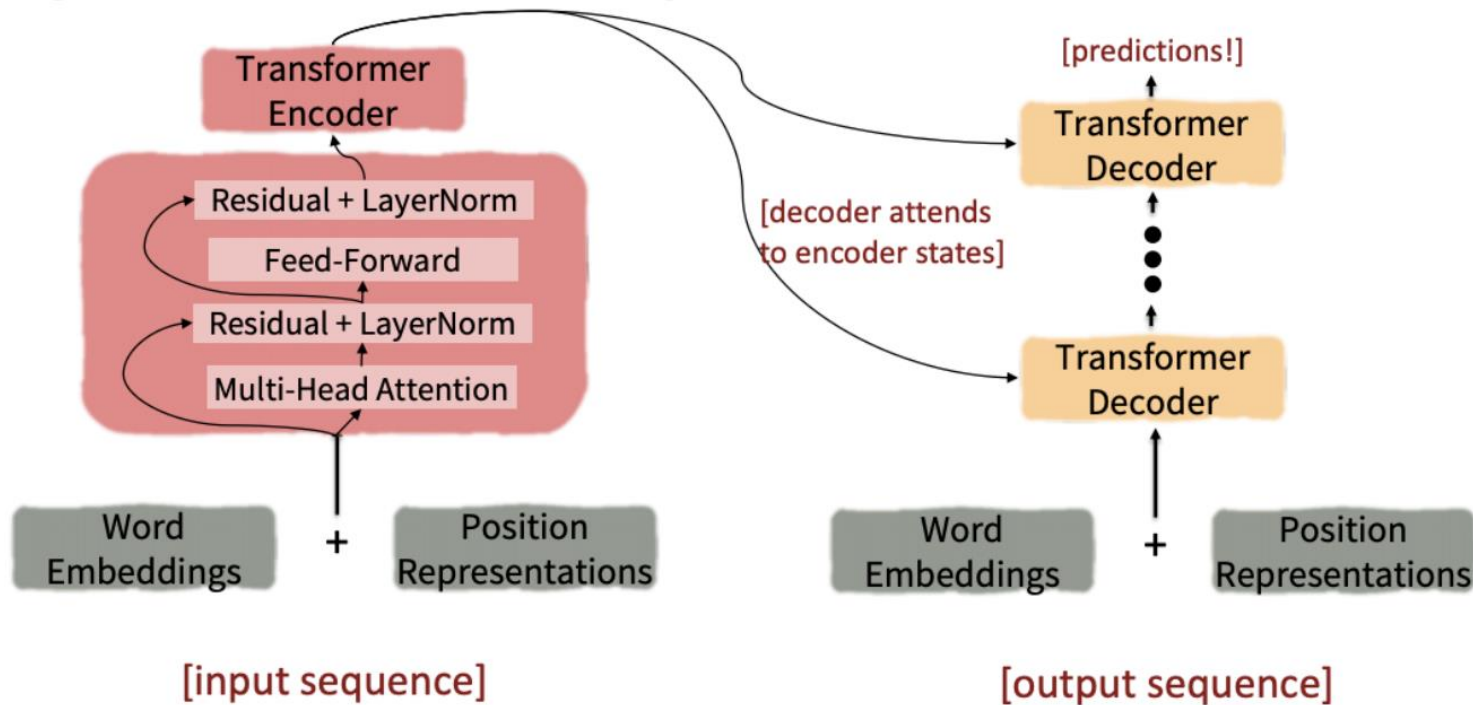 Transformer
Encoder
Residual + LayerNorm
Feed-Forward
Residual + LayerNorm
Multi-Head Attention
Word
Embeddings
+
Position
Representations
[input sequence]
[decoder attends
to encoder states]
[predictions!]
Transformer
Decoder
Transformer
Decoder
Word
Embeddings
+
Position
Representations
[output sequence]